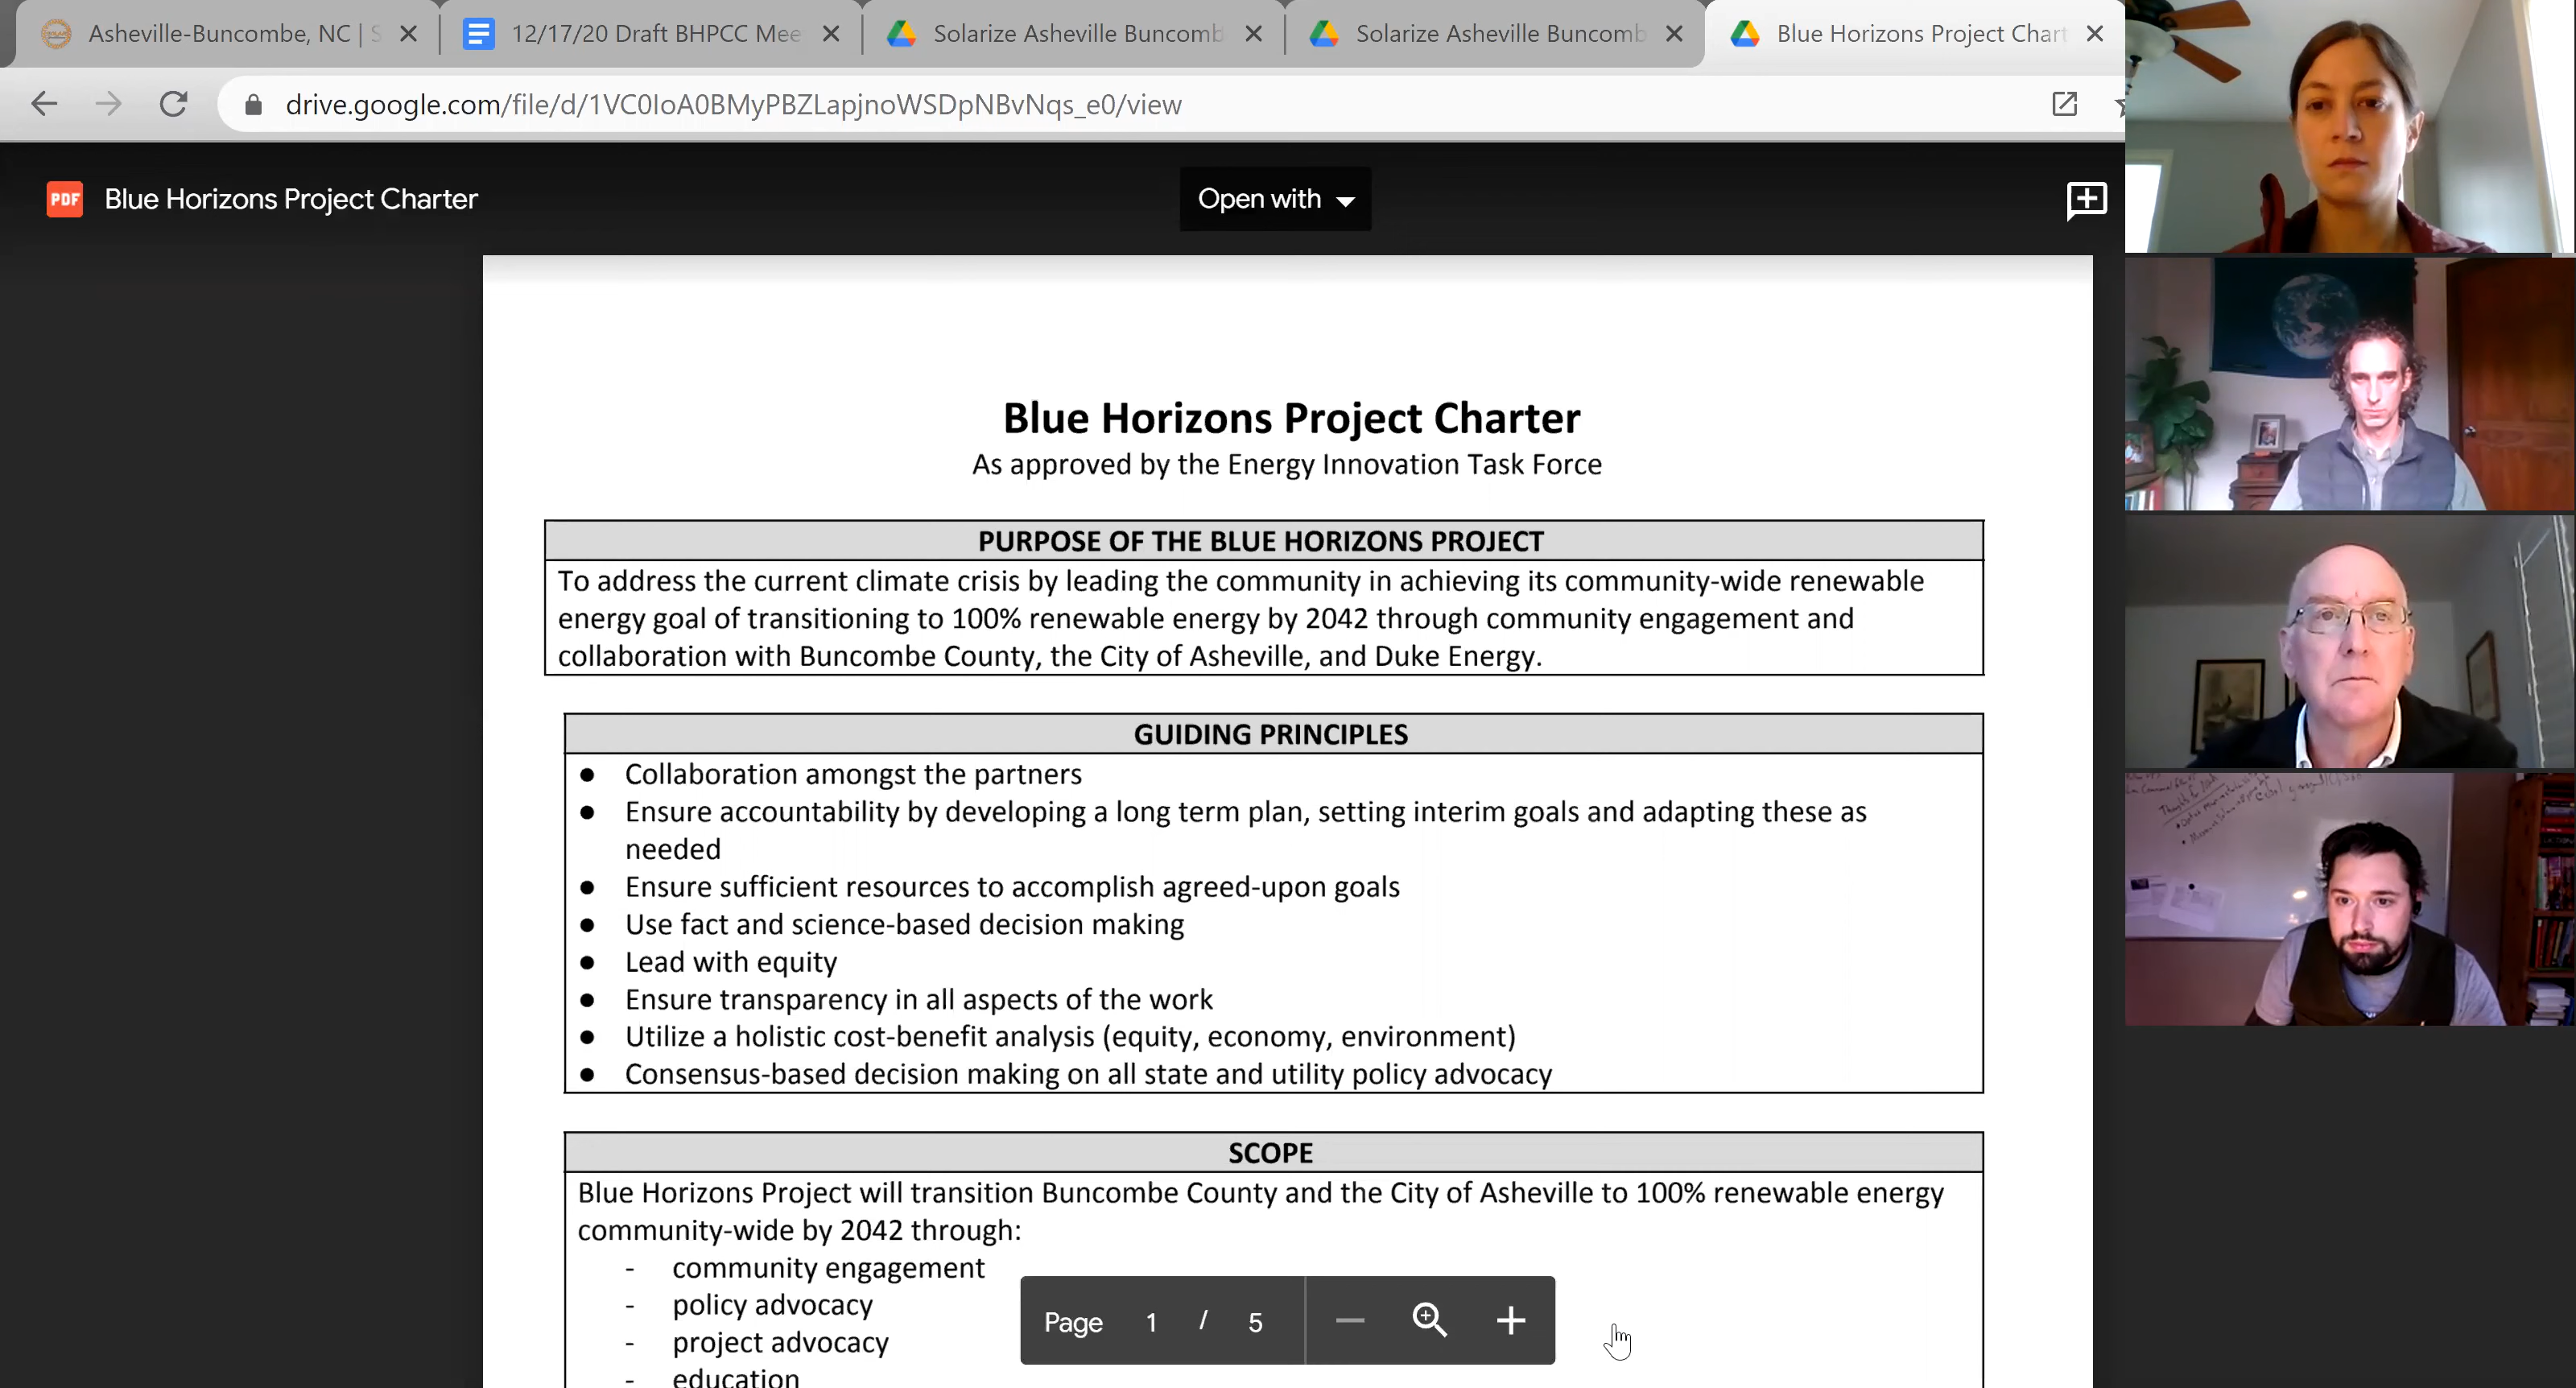 Asheville-Buncombe, NC | S
12/17/20 Draft BHPCC Mee
Solarize Asheville Buncomb
Solarize Asheville Buncomb
Blue Horizons Project Chart
drive.google.com/file/d/1VC0IoA0BMyPBZLapjnoWSDpNBvNqs_e0/view
PDF Blue Horizons Project Charter
Open with
Blue Horizons Project Charter
As approved by the Energy Innovation Task Force
PURPOSE OF THE BLUE HORIZONS PROJECT
To address the current climate crisis by leading the community in achieving its community-wide renewable
energy goal of transitioning to 100% renewable energy by 2042 through community engagement and
collaboration with Buncombe County, the City of Asheville, and Duke Energy.
GUIDING PRINCIPLES
● Collaboration amongst the partners
● Ensure accountability by developing a long term plan, setting interim goals and adapting these as
needed
● Ensure sufficient resources to accomplish agreed-upon goals
● Use fact and science-based decision making
● Lead with equity
● Ensure transparency in all aspects of the work
● Utilize a holistic cost-benefit analysis (equity, economy, environment)
● Consensus-based decision making on all state and utility policy advocacy
SCOPE
Blue Horizons Project will transition Buncombe County and the City of Asheville to 100% renewable energy
community-wide by 2042 through:
- community engagement
- policy advocacy
- project advocacy
- education
Page 1 / 5